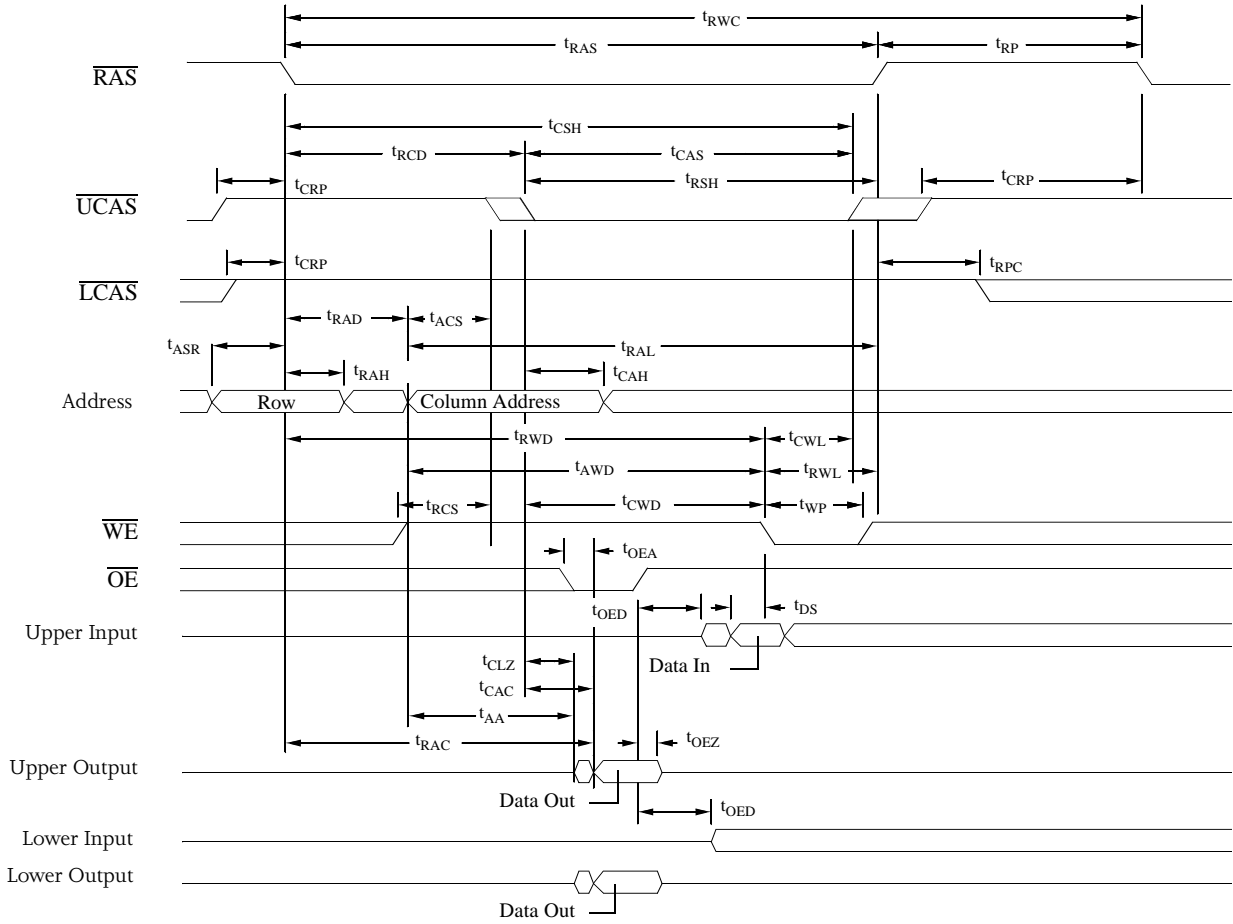 tRWC
tRAS
tRP
RAS
tCSH
tRCD
tCAS
tCRP
tRSH
tCRP
UCAS
tCRP
tRPC
LCAS
tRAD
tACS
tASR
tRAL
tRAH
tCAH
Address
Row
Column Address
tRWD
tCWL
tAWD
tRWL
tRCS
tCWD
tWP
WE
tOEA
OE
tOED
tDS
Upper Input
tCLZ
Data In
tCAC
tAA
tRAC
tOEZ
Upper Output
Data Out
tOED
Lower Input
Lower Output
Data Out